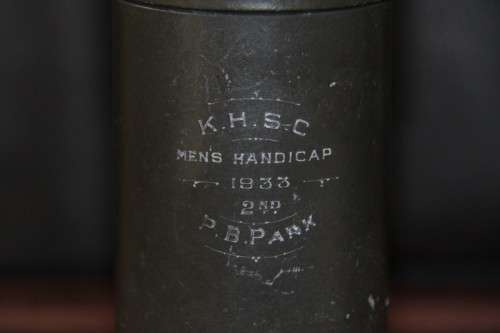 K.H.S.C
MENS HANDICAP
1933
2ND.
P.B.PARK